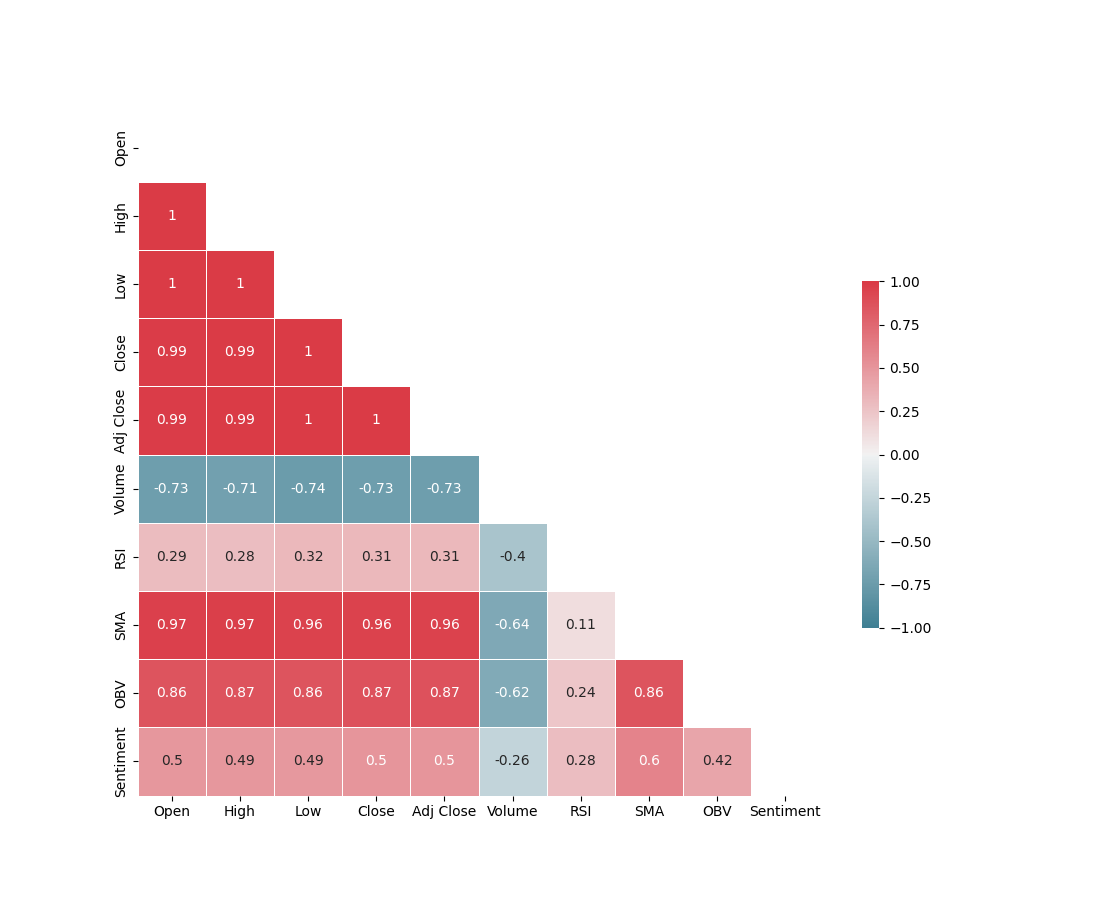 Open
High
1
Low
1 1
1.00
Close
0.99 0.99 1
0.75
0.50
Adj Close
0.99 0.99 1 1
0.25
0.00
Volume
-0.73 -0.71 -0.74 -0.73 -0.73
−0.25
−0.50
RSI
0.29 0.28 0.32 0.31 0.31 -0.4
−0.75
SMA
0.97 0.97 0.96 0.96 0.96 -0.64 0.11
−1.00
OBV
0.86 0.87 0.86 0.87 0.87 -0.62 0.24 0.86
Sentiment
0.5 0.49 0.49 0.5 0.5 -0.26 0.28 0.6 0.42
Open High Low Close Adj Close Volume RSI SMA OBV Sentiment